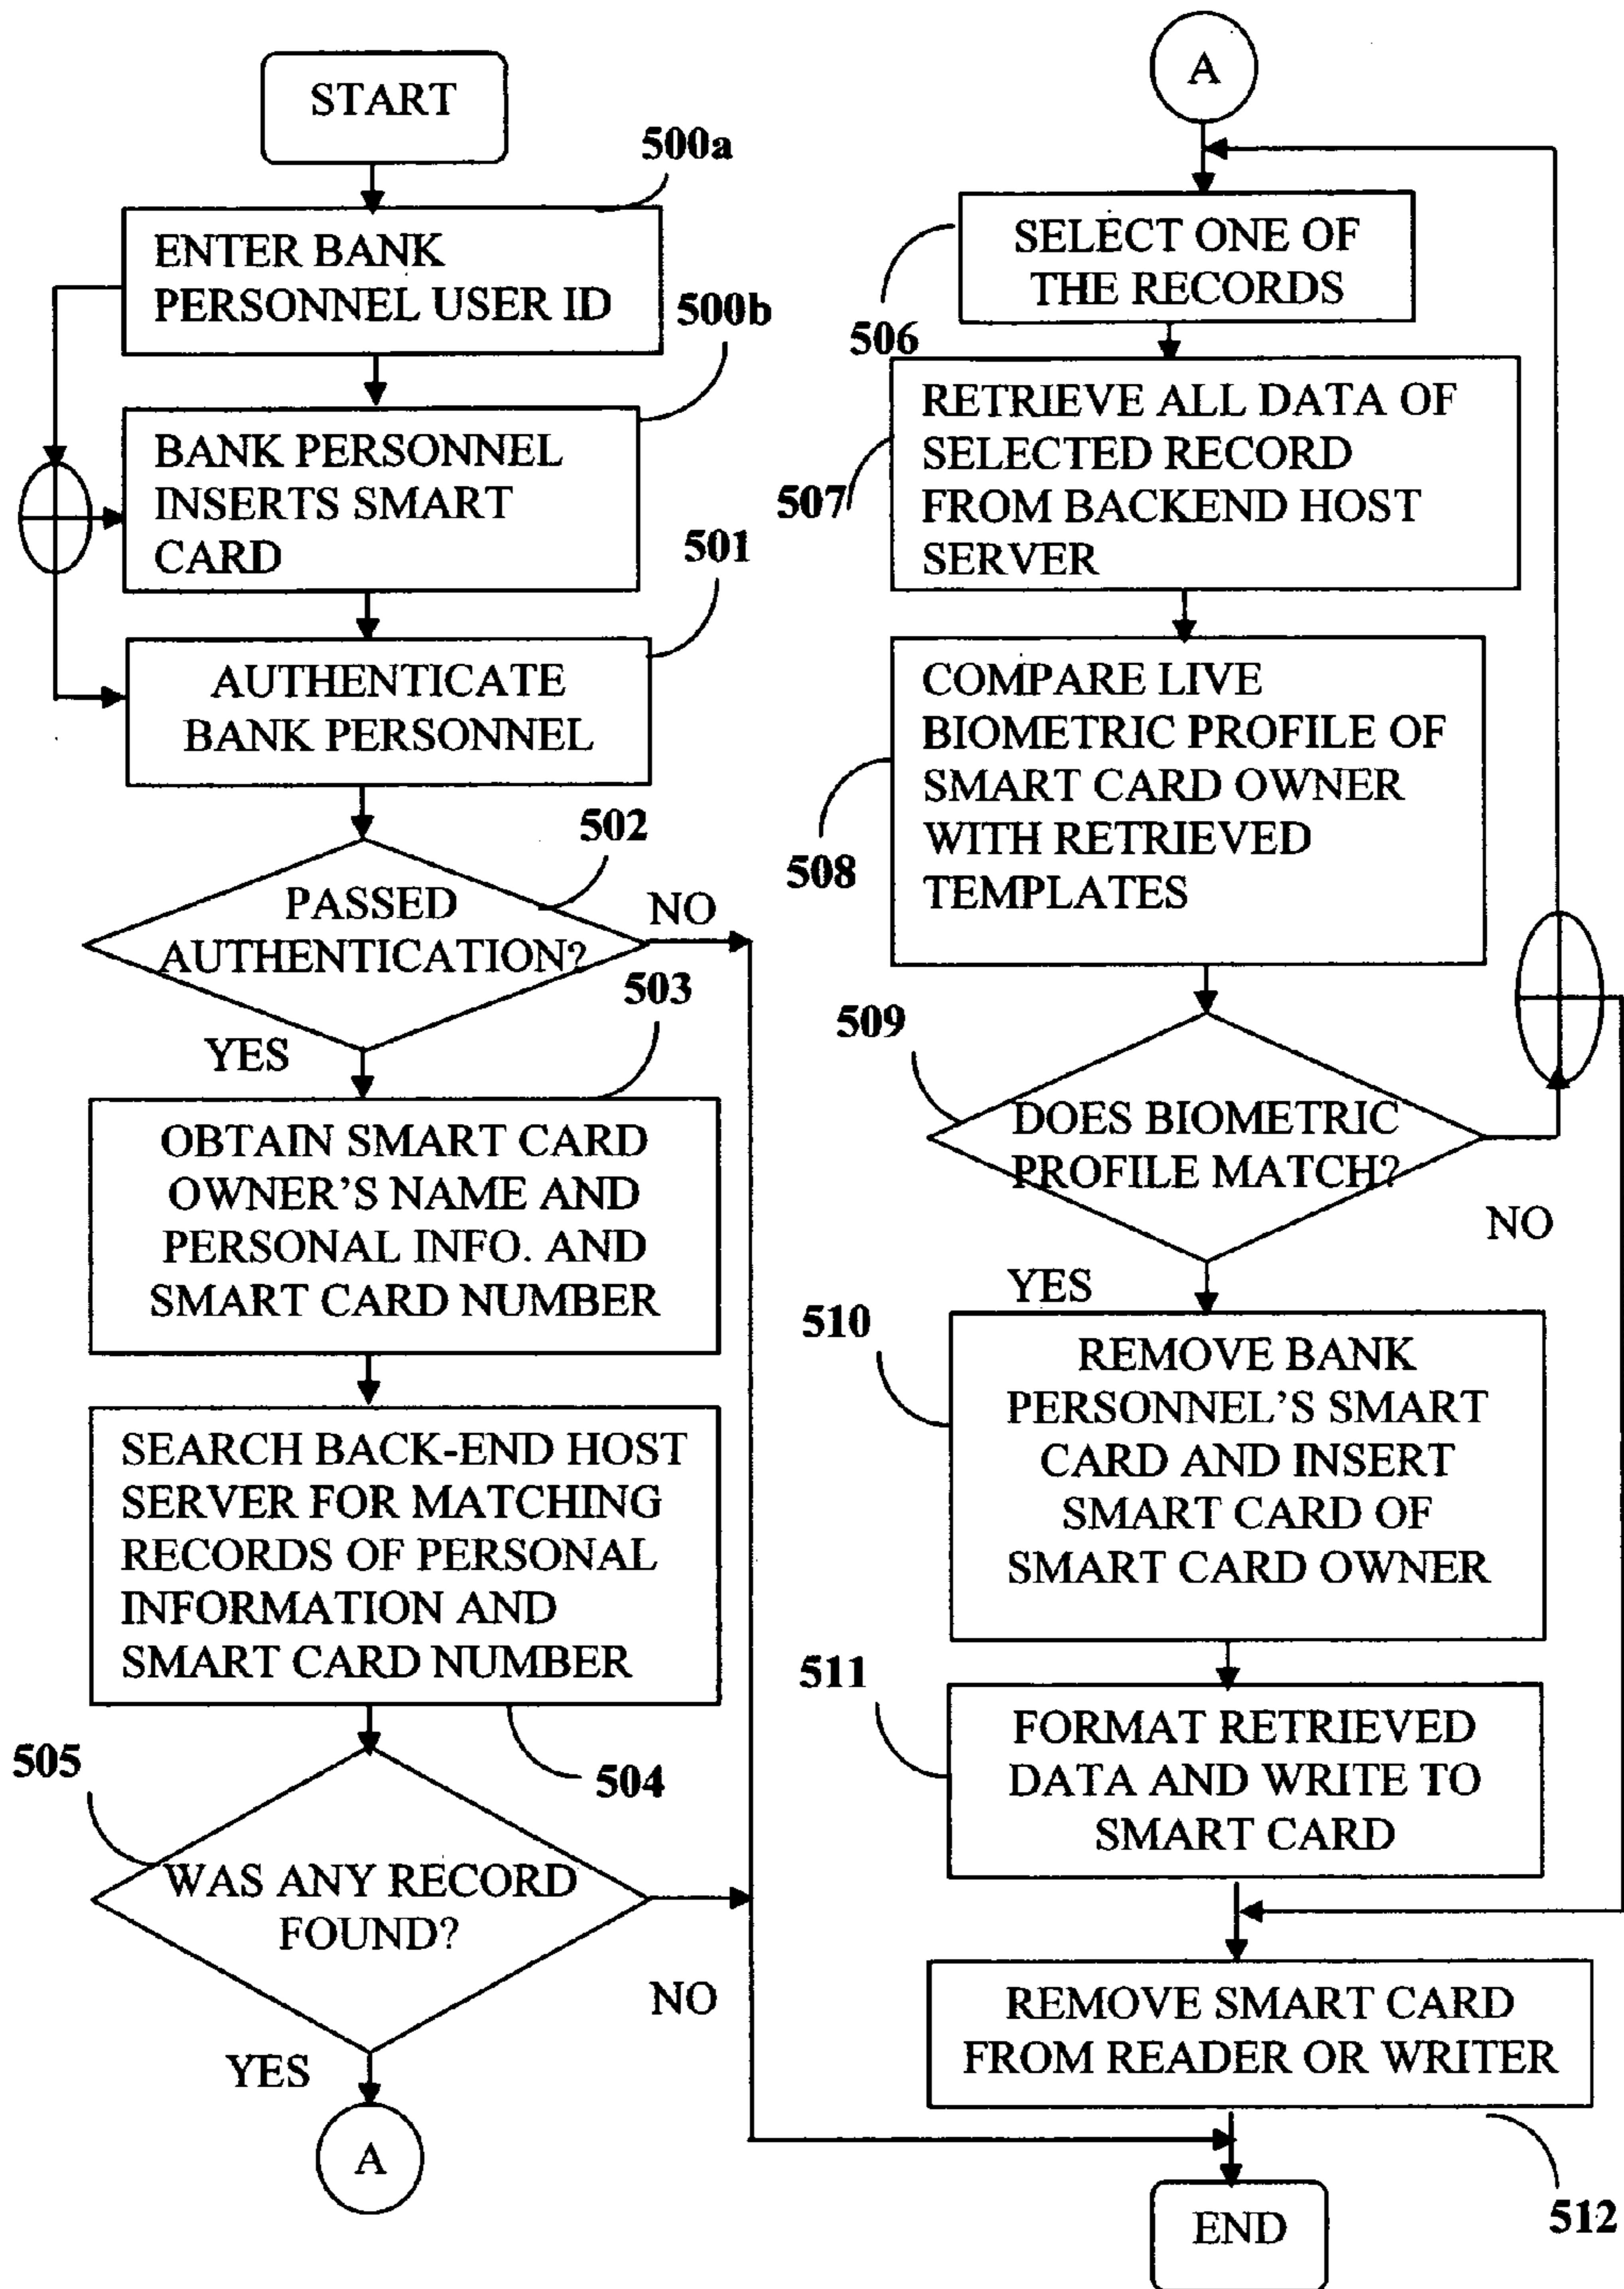 START
500a
ENTER BANK
PERSONNEL USER ID
500b
BANK PERSONNEL
INSERTS SMART
CARD
501
AUTHENTICATE
BANK PERSONNEL
502
PASSED
AUTHENTICATION?
NO
503
YES
OBTAIN SMART CARD
OWNER'S NAME AND
PERSONAL INFO. AND
SMART CARD NUMBER
SEARCH BACK-END HOST
SERVER FOR MATCHING
RECORDS OF PERSONAL
INFORMATION AND
SMART CARD NUMBER
504
505
WAS ANY RECORD
FOUND?
NO
YES
A
A
SELECT ONE OF
THE RECORDS
506
RETRIEVE ALL DATA OF
SELECTED RECORD
FROM BACKEND HOST
SERVER
507
COMPARE LIVE
BIOMETRIC PROFILE OF
SMART CARD OWNER
WITH RETRIEVED
TEMPLATES
508
509
DOES BIOMETRIC
PROFILE MATCH?
NO
YES
510
REMOVE BANK
PERSONNEL'S SMART
CARD AND INSERT
SMART CARD OF
SMART CARD OWNER
511
FORMAT RETRIEVED
DATA AND WRITE TO
SMART CARD
REMOVE SMART CARD
FROM READER OR WRITER
512
END